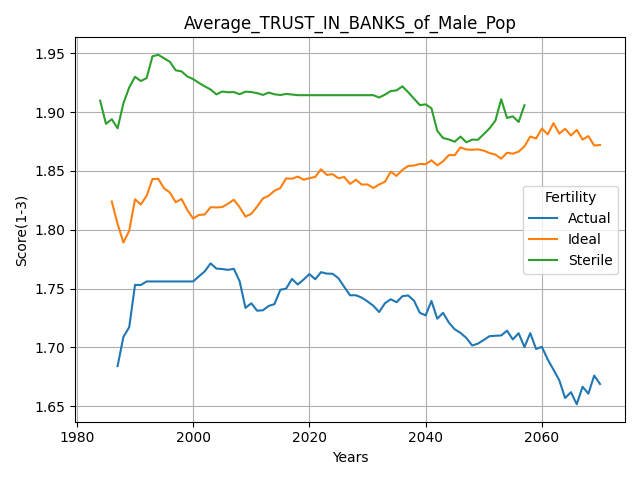 Average_TRUST_IN_BANKS_of_Male_Pop
Score(1-3)
1.95
1.90
1.85
1.80
1.75
1.70
1.65
Fertility
Actual
Ideal
Sterile
1980 2000 2020 2040 2060
Years